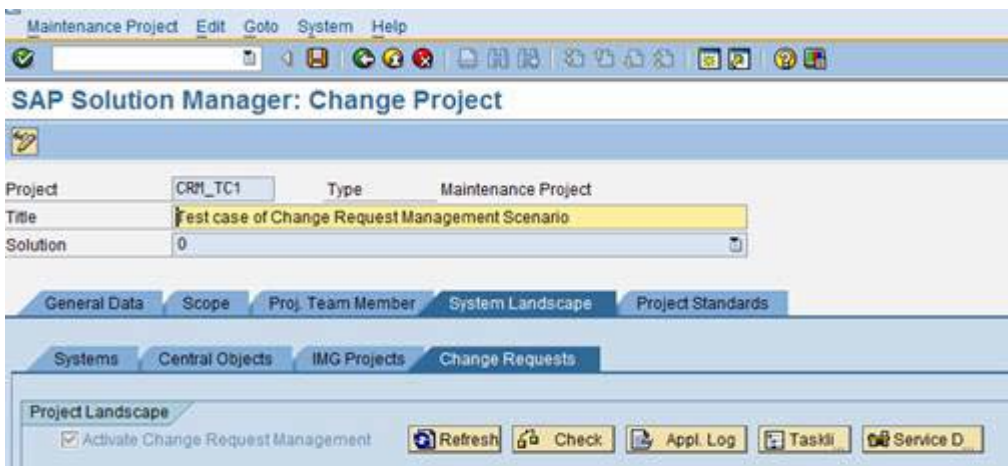 Maintenance Project Edit Goto System Help
SAP Solution Manager: Change Project
Project CRM_TC1 Type Maintenance Project
Title Test case of Change Request Management Scenario
Solution 0
General Data Scope Proj. Team Member System Landscape Project Standards
Systems Central Objects IMG Projects Change Requests
Project Landscape
Activate Change Request Management Refresh Check Appl. Log Taskli... Service D...